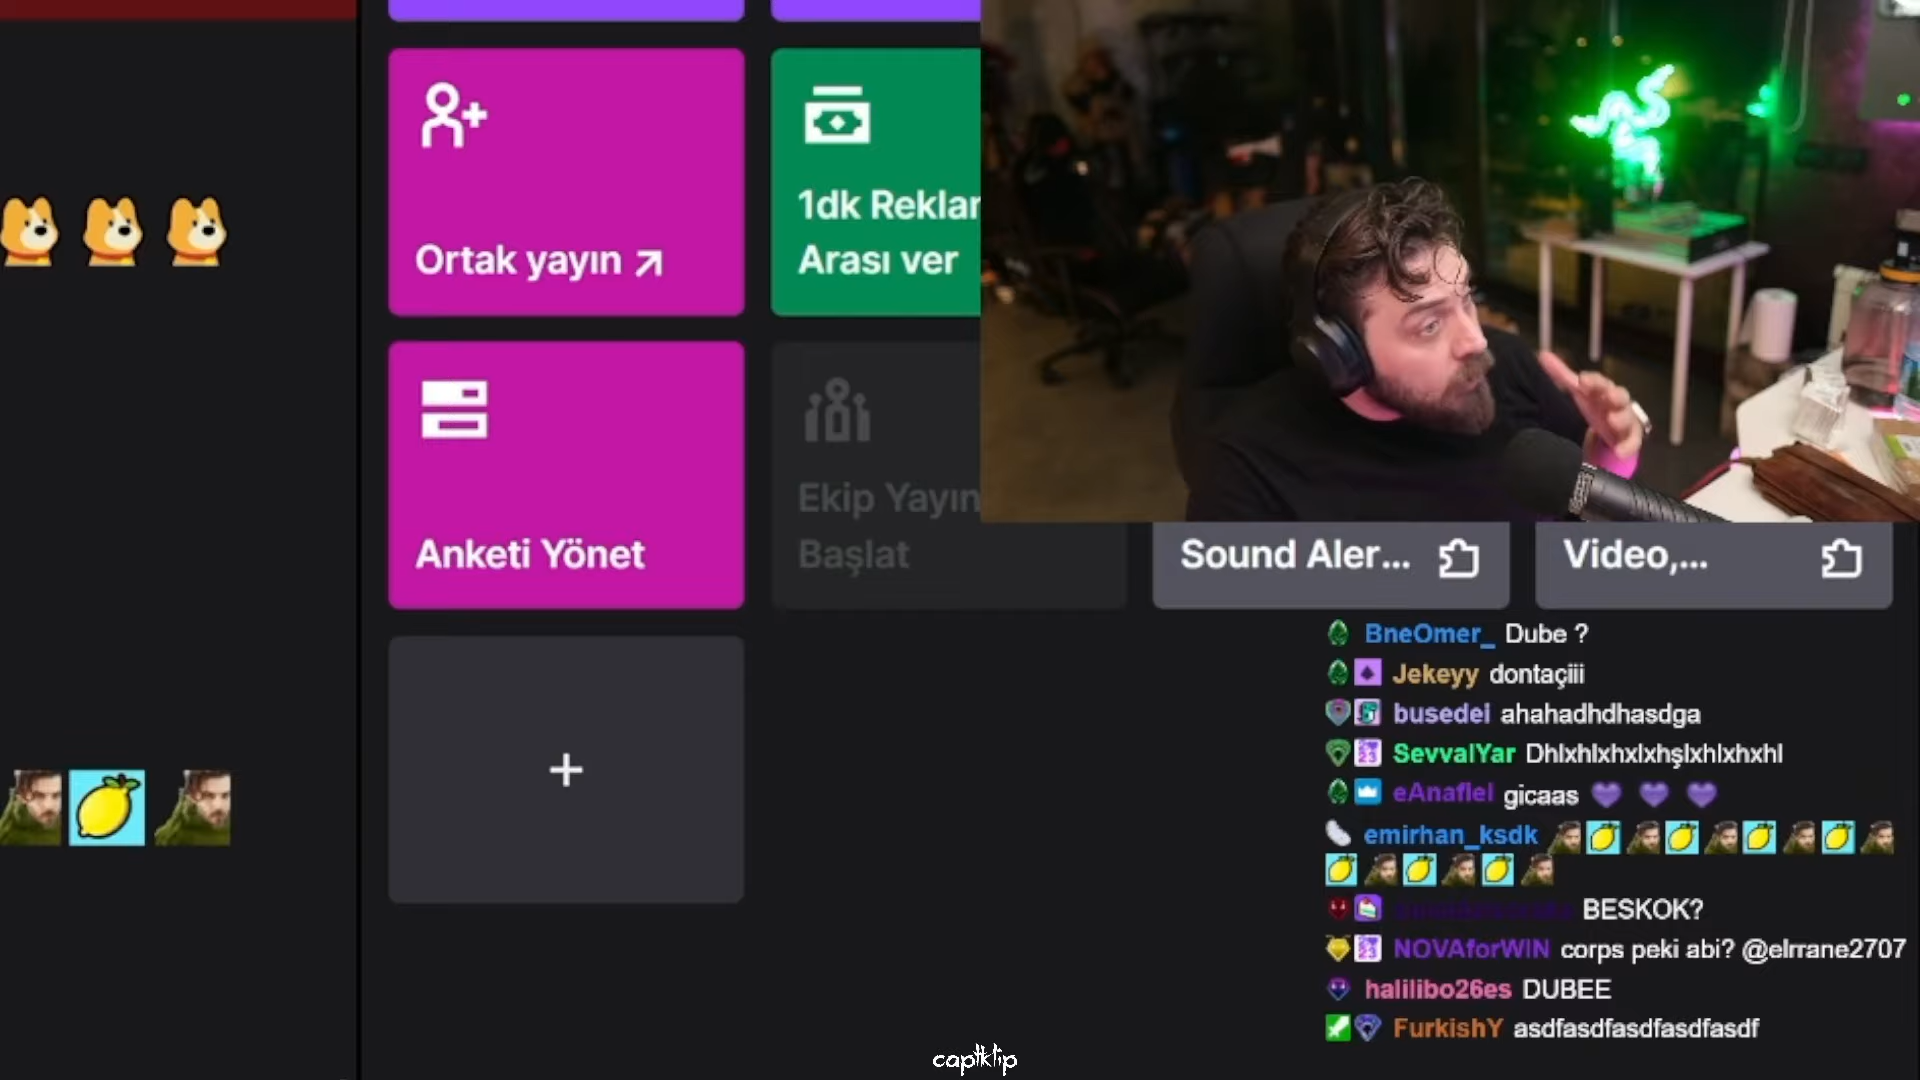 Ortak yayın
1dk Reklar
Arası ver
Anketi Yönet
Ekip Yayın
Başlat
Sound Aler...
Video,...
BneOmer_ Dube ?
Jekeyy dontaçiii
busedei ahahadhdhasdga
SevvalYar Dhlxhlxhxlxhşlxhlxhxhl
eAnaflel gicaas
emirhan_ksdk
BESKOK?
NOVAforWIN corps peki abi? @elrrane2707
halilibo26es DUBEE
FurkishY asdfasdfasdfasdfasdf
captklip